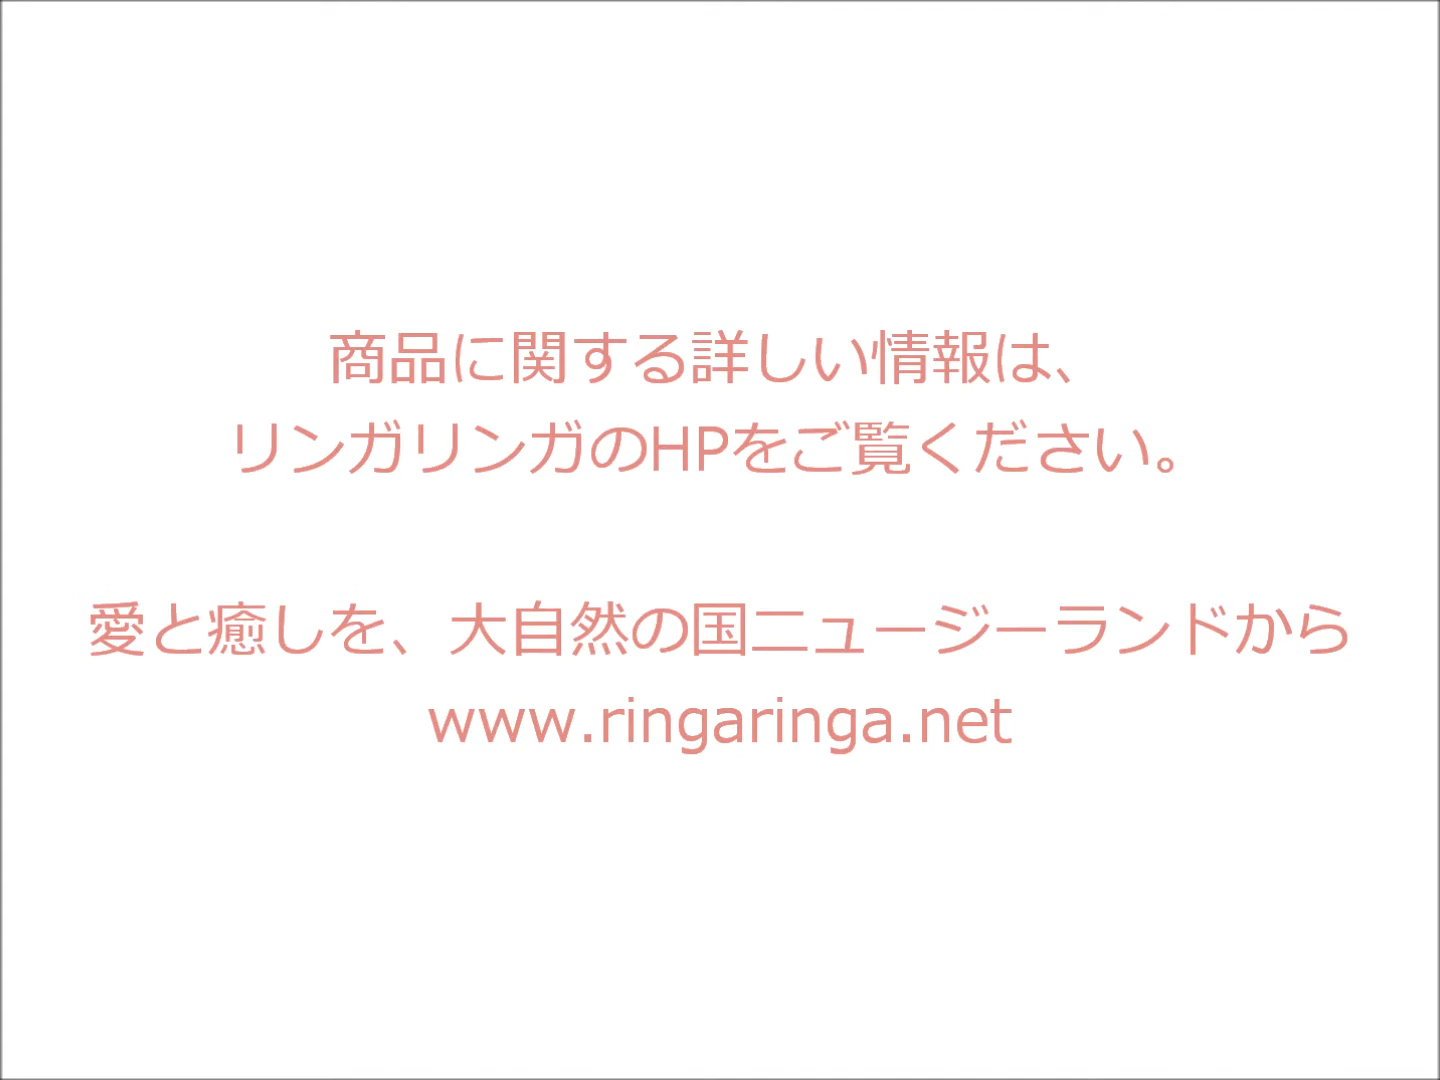 商品に関する詳しい情報は、
リンガリンガのHPをご覧ください。
愛と癒しを、大自然の国ニュージーランドから
www.ringaringa.net